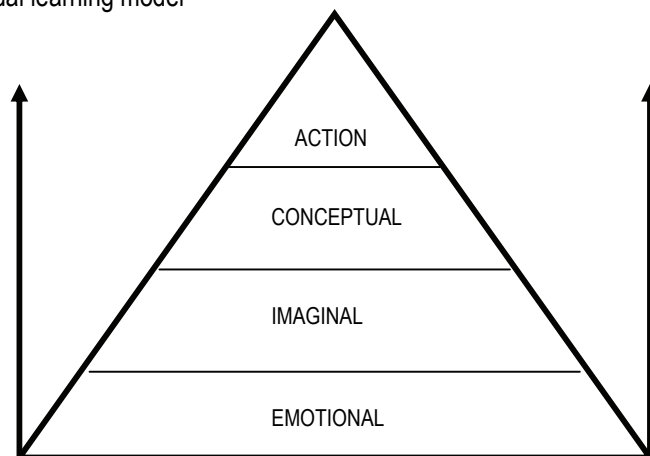 learning model
ACTION
CONCEPTUAL
IMAGINAL
EMOTIONAL